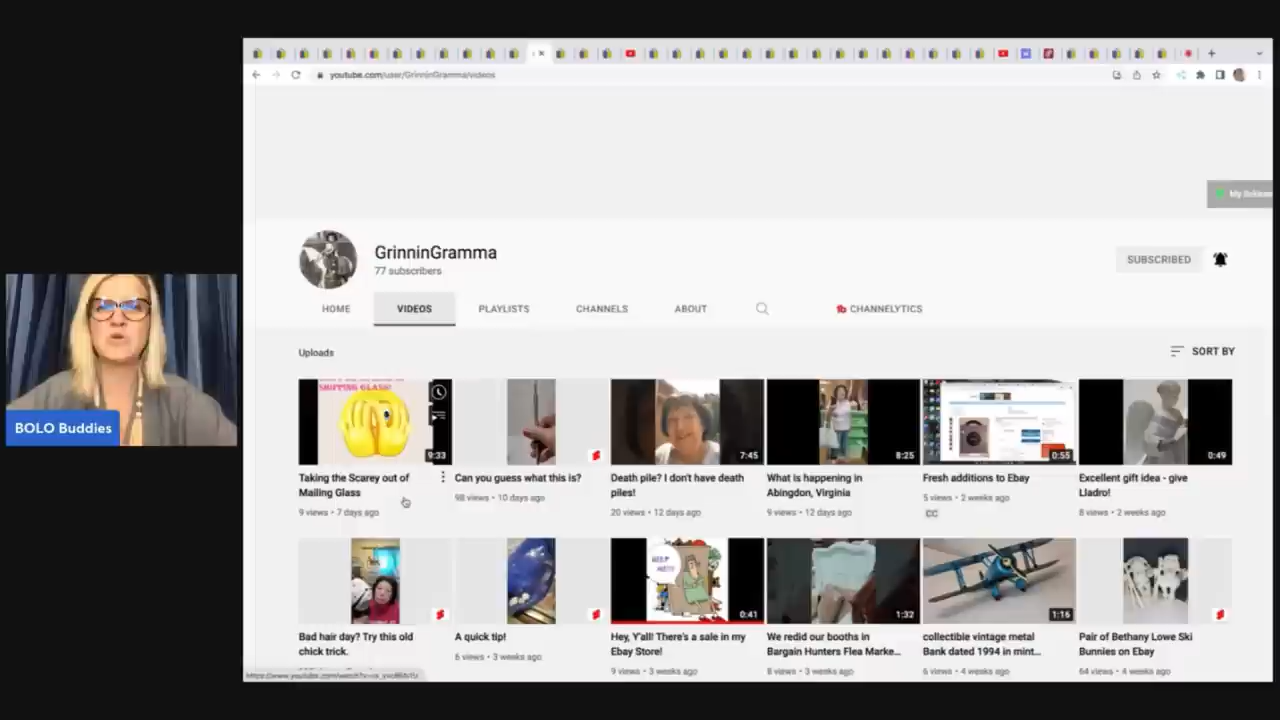 youtube.com/user/GrinninGramma/videos
GrinninGramma
77 subscribers
SUBSCRIBED
HOME
VIDEOS
PLAYLISTS
CHANNELS
ABOUT
CHANNELYTICS
Uploads
SORT BY
SHIPPING GLASS!
9:33
7:45
8:25
0:55
0:49
Taking the Scarey out of
Mailing Glass
9 views • 7 days ago
Can you guess what this is?
98 views • 10 days ago
Death pile? I don't have death
piles!
20 views • 12 days ago
What is happening in
Abingdon, Virginia
9 views • 12 days ago
Fresh additions to Ebay
5 views • 2 weeks ago
CC
Excellent gift idea - give
Lladro!
8 views • 2 weeks ago
BOLO Buddies
HELP
0:41
1:32
1:16
Bad hair day? Try this old
chick trick.
A quick tip!
6 views • 3 weeks ago
Hey, Y'all! There's a sale in my
Ebay Store!
9 views • 3 weeks ago
We redid our booths in
Bargain Hunters Flea Marke...
8 views • 3 weeks ago
collectible vintage metal
Bank dated 1994 in mint...
6 views • 4 weeks ago
Pair of Bethany Lowe Ski
Bunnies on Ebay
64 views • 4 weeks ago